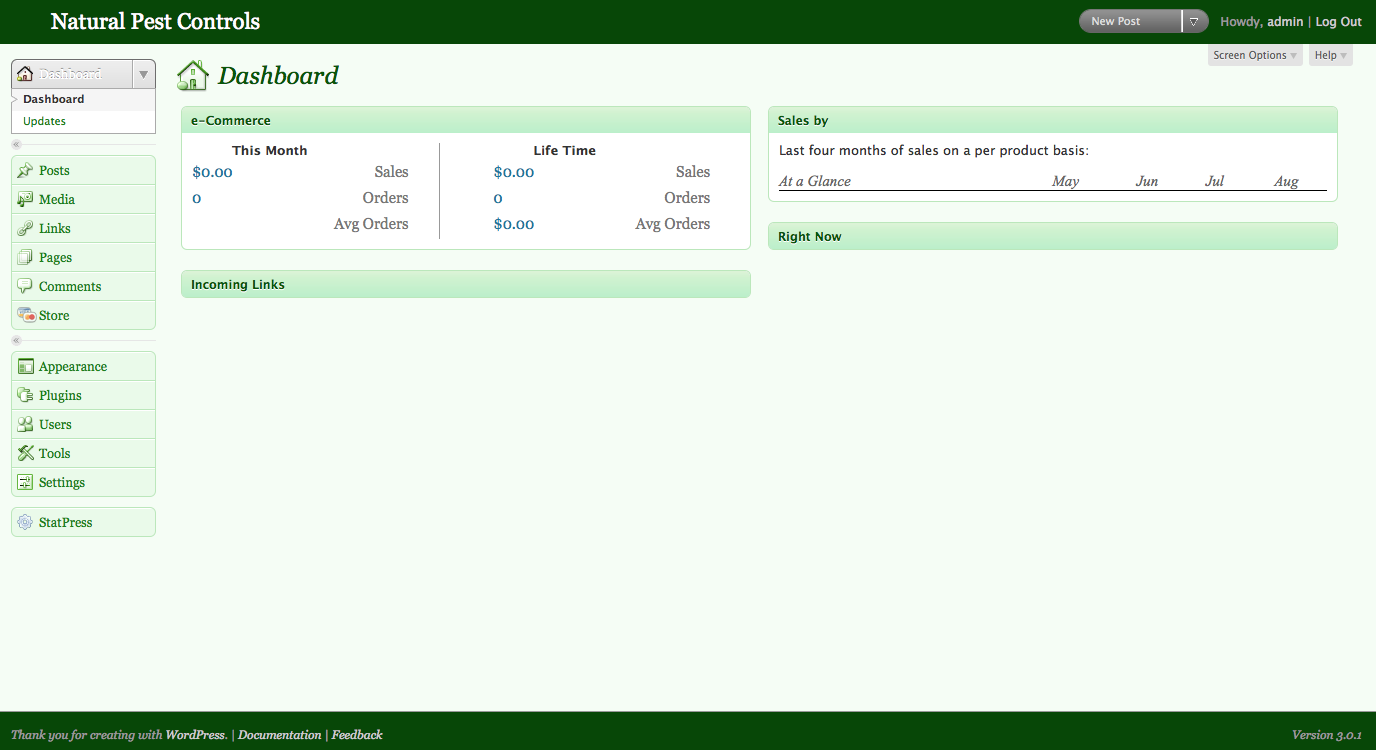 Natural Pest Controls
New Post
Howdy, admin | Log Out
Screen Options
Help
Dashboard
Dashboard
Updates
Posts
Media
Links
Pages
Comments
Store
Appearance
Plugins
Users
Tools
Settings
StatPress
Dashboard
e-Commerce
This Month Life Time
$0.00 Sales $0.00 Sales
0 Orders 0 Orders
Avg Orders $0.00 Avg Orders
Incoming Links
Sales by
Last four months of sales on a per product basis:
At a Glance May Jun Jul Aug
Right Now
Thank you for creating with WordPress. | Documentation | Feedback
Version 3.0.1